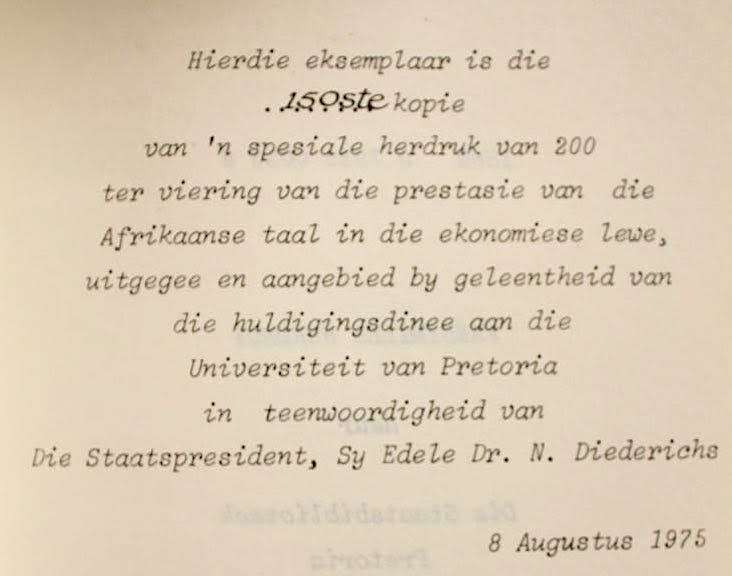 Hierdie eksemplaar is die
..150ste kopie
van 'n spesiale herdruk van 200
ter viering van die prestasie van die
Afrikaanse taal in die ekonomiese lewe,
uitgegee en aangebied by geleentheid van
die huldigingsdinee aan die
Universiteit van Pretoria
in teenwoordigheid van
Die Staatspresident, Sy Edele Dr. N. Diederichs
8 Augustus 1975